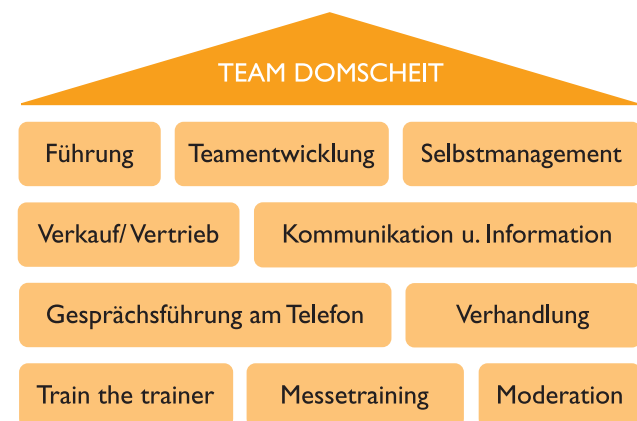 TEAM DOMSCHEIT
Führung
Teamentwicklung
Selbstmanagement
Verkauf/ Vertrieb
Kommunikation u. Information
Gesprächsführung am Telefon
Verhandlung
Train the trainer
Messetraining
Moderation